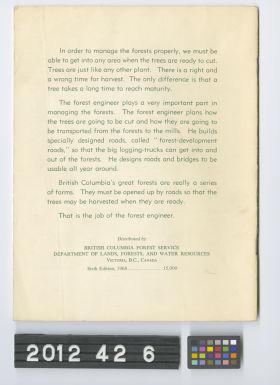 In order to manage the forests properly, we must be
able to get into any area when the trees are ready to cut.
Trees are just like any other plant. There is a right and
a wrong time for harvest. The only difference is that a
tree takes a long time to reach maturity.
The forest engineer plays a very important part in
managing the forests. The forest engineer plans how
the trees are going to be cut and how they are going to
be transported from the forests to the mills. He builds
specially designed roads, called "forest-development
roads," so that the big logging-trucks can get into and
out of the forests. He designs roads and bridges to be
usable all year around.
British Columbia's great forests are really a series
of farms. They must be opened up by roads so that the
trees may be harvested when they are ready.
That is the job of the forest engineer.
Distributed by
BRITISH COLUMBIA FOREST SERVICE
DEPARTMENT OF LANDS, FORESTS, AND WATER RESOURCES
VICTORIA, B.C., CANADA
Sixth Edition, 1968 15,000
2012 42 6